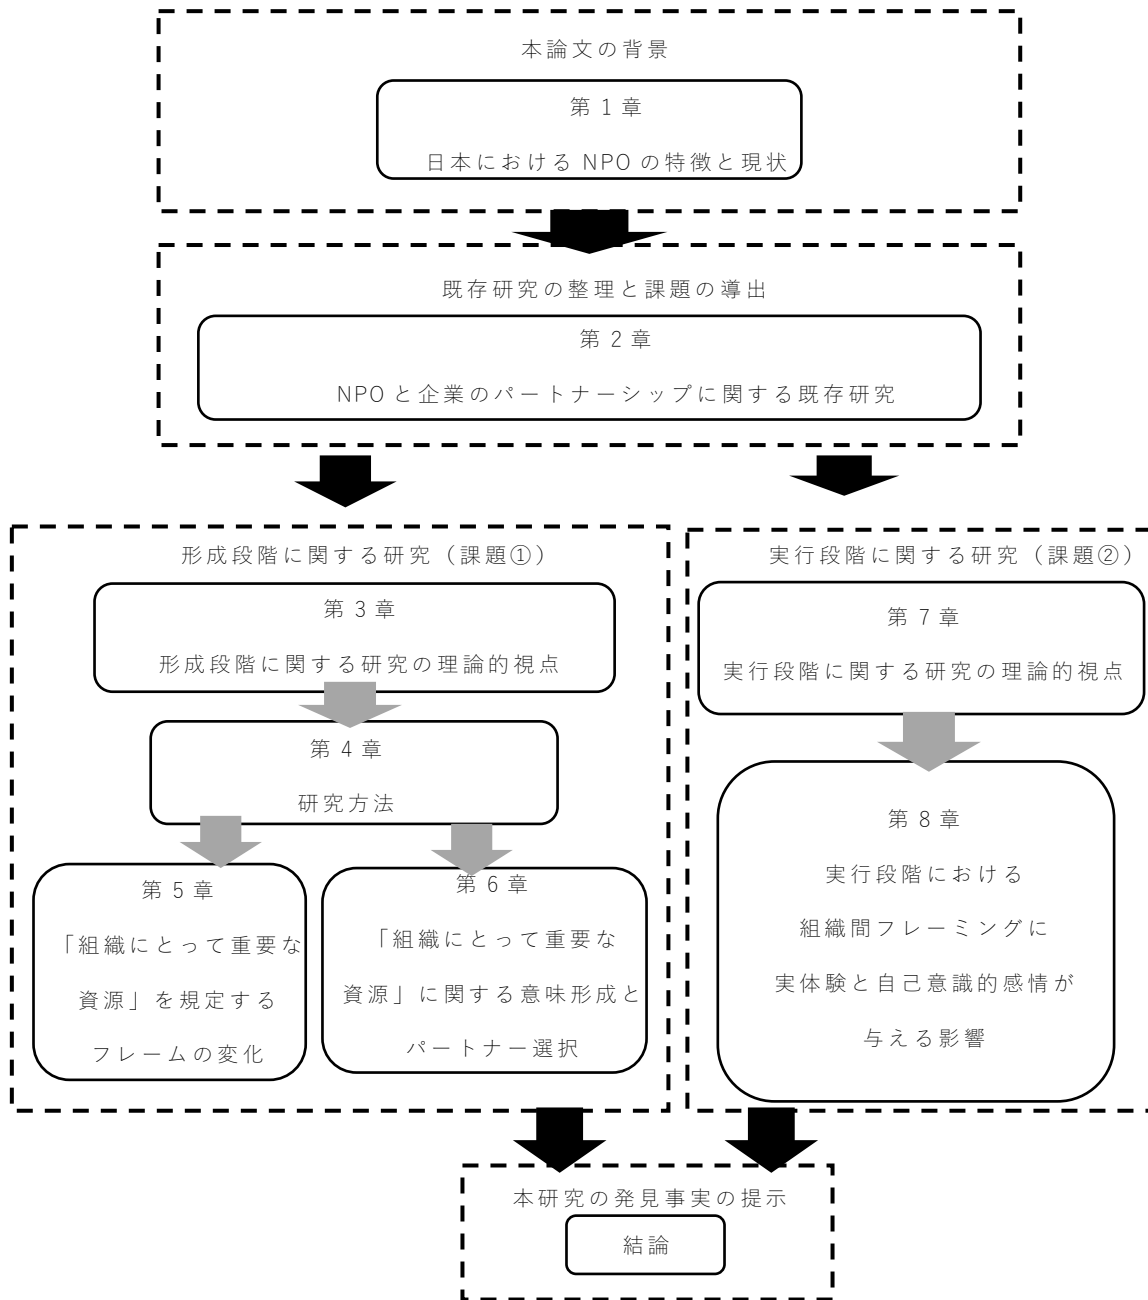 本論文の背景
第1章
日本における NPO の特徴と現状
既存研究の整理と課題の導出
第2章
NPO と企業のパートナーシップに関する既存研究
形成段階に関する研究（課題①）
第3章
形成段階に関する研究の理論的視点
第4章
研究方法
第5章
「組織にとって重要な
資源」を規定する
フレームの変化
第6章
「組織にとって重要な
資源」に関する意味形成と
パートナー選択
実行段階に関する研究（課題②）
第7章
実行段階に関する研究の理論的視点
第8章
実行段階における
組織間フレーミングに
実体験と自己意識的感情が
与える影響
本研究の発見事実の提示
結論